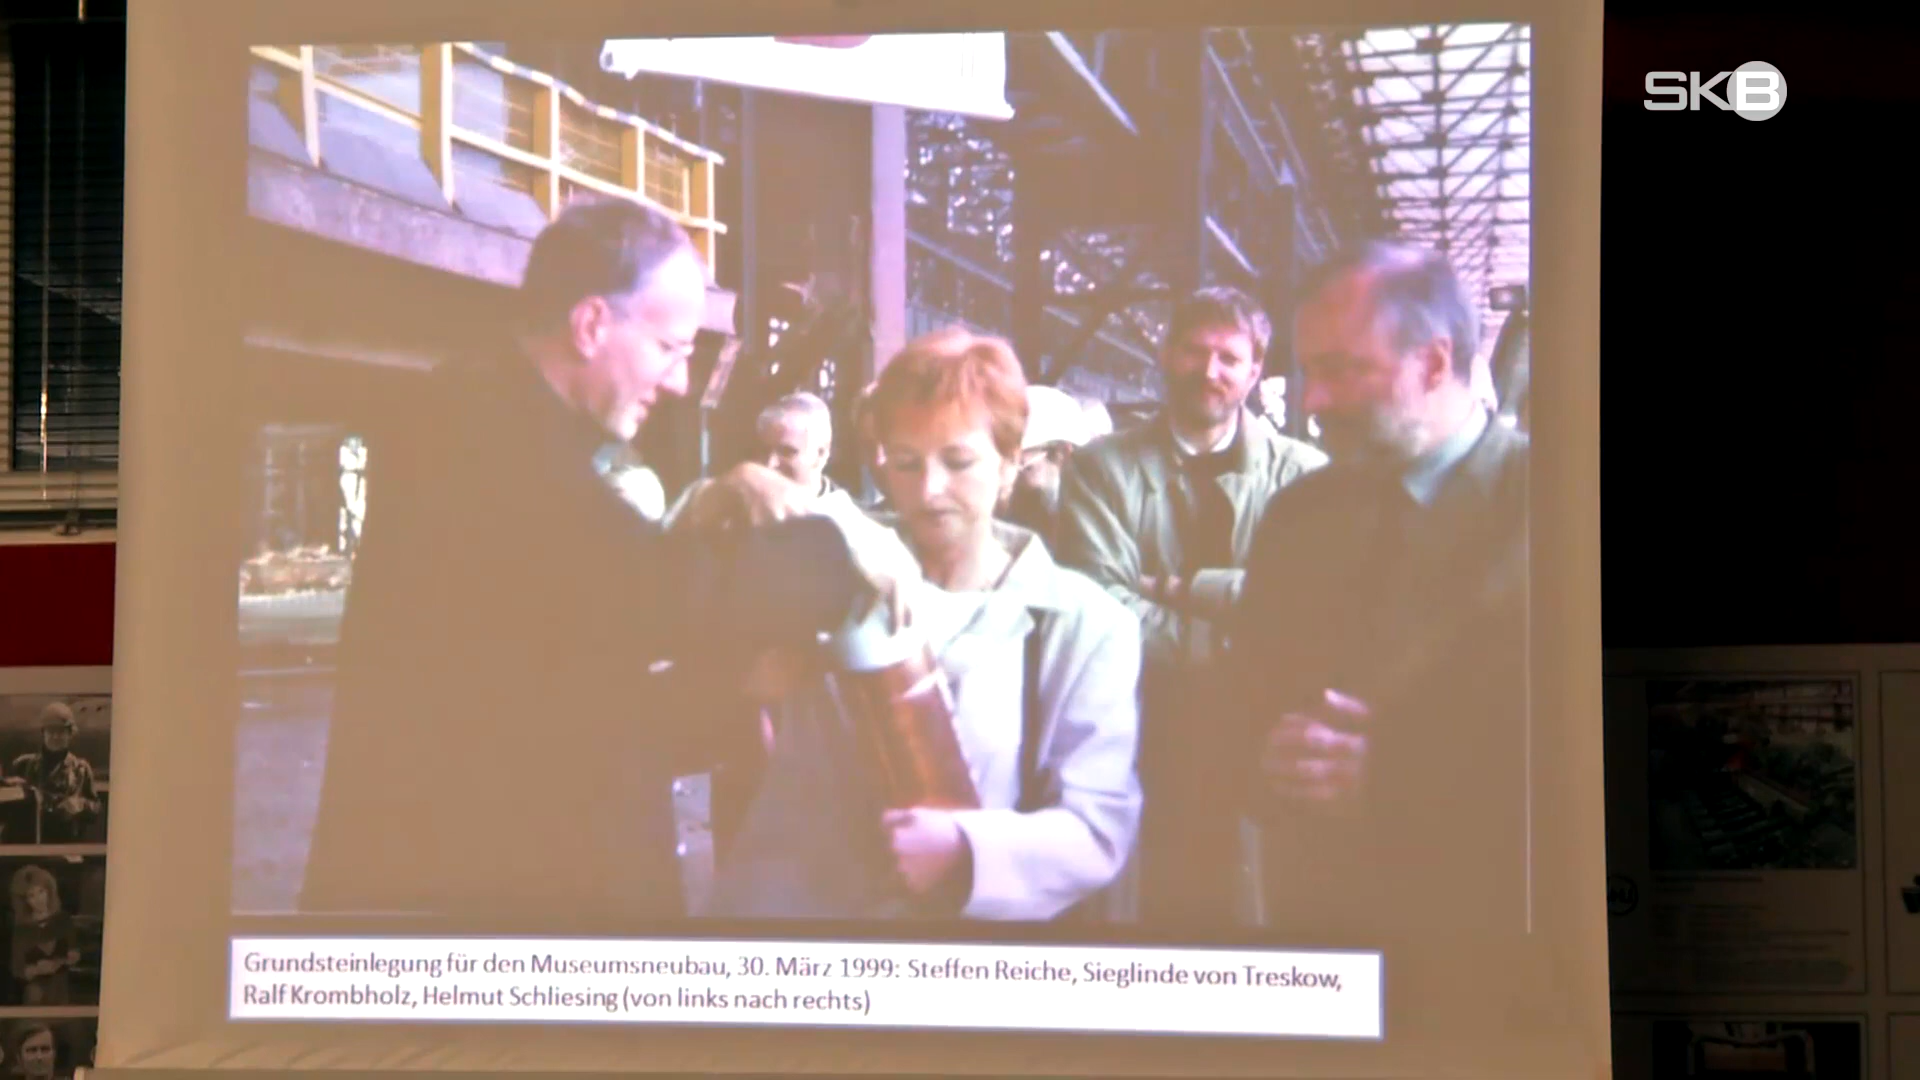 SKB
Grundsteinlegung für den Museumsneubau, 30. März 1999: Steffen Reiche, Sieglinde von Treskow,
Ralf Krombholz, Helmut Schliesing (von links nach rechts)